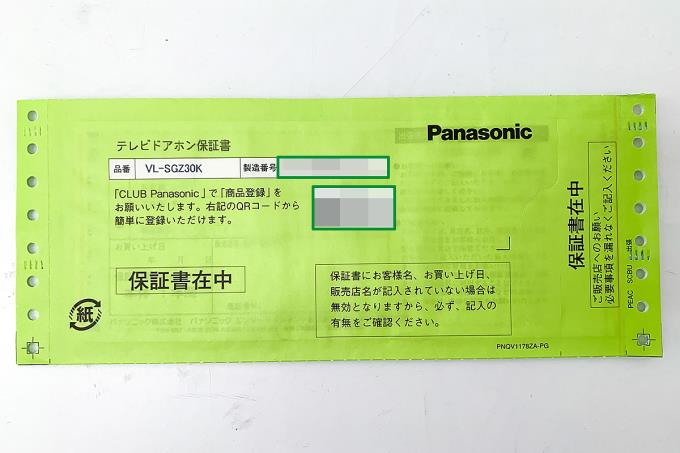 Panasonic
テレビドアホン保証書
品番 VL-SGZ30K 製造番号
「CLUB Panasonic」で「商品登録」を
お願いいたします。右記のQRコードから
簡単に登録いただけます。
お買い上げ日
年 月
保証書在中
保証書にお客様名、お買い上げ日、
販売店名が記入されていない場合は
無効となりますから、必ず、記入の
有無をご確認ください。
紙
PNQV1178ZA-PG
保証書在中
販売店へのお願い
必要事項を漏れなくご記入ください
PEAC SCBU